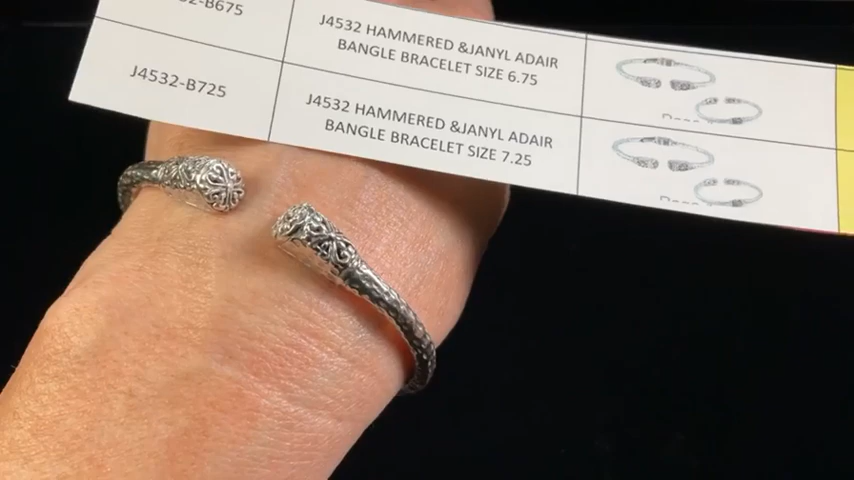 J4532 HAMMERED &JANYL ADAIR
BANGLE BRACELET SIZE 6.75
J4532-B725
J4532 HAMMERED &JANYL ADAIR
BANGLE BRACELET SIZE 7.25